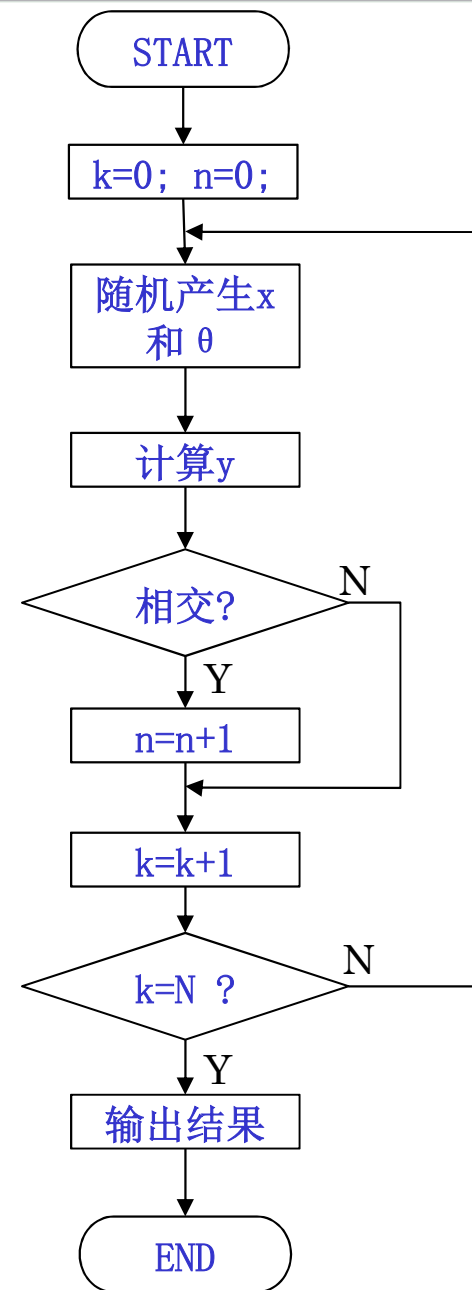 START
k=0; n=0;
随机产生x
和θ
计算y
相交?
N
Y
n=n+1
k=k+1
k=N ?
N
Y
输出结果
END